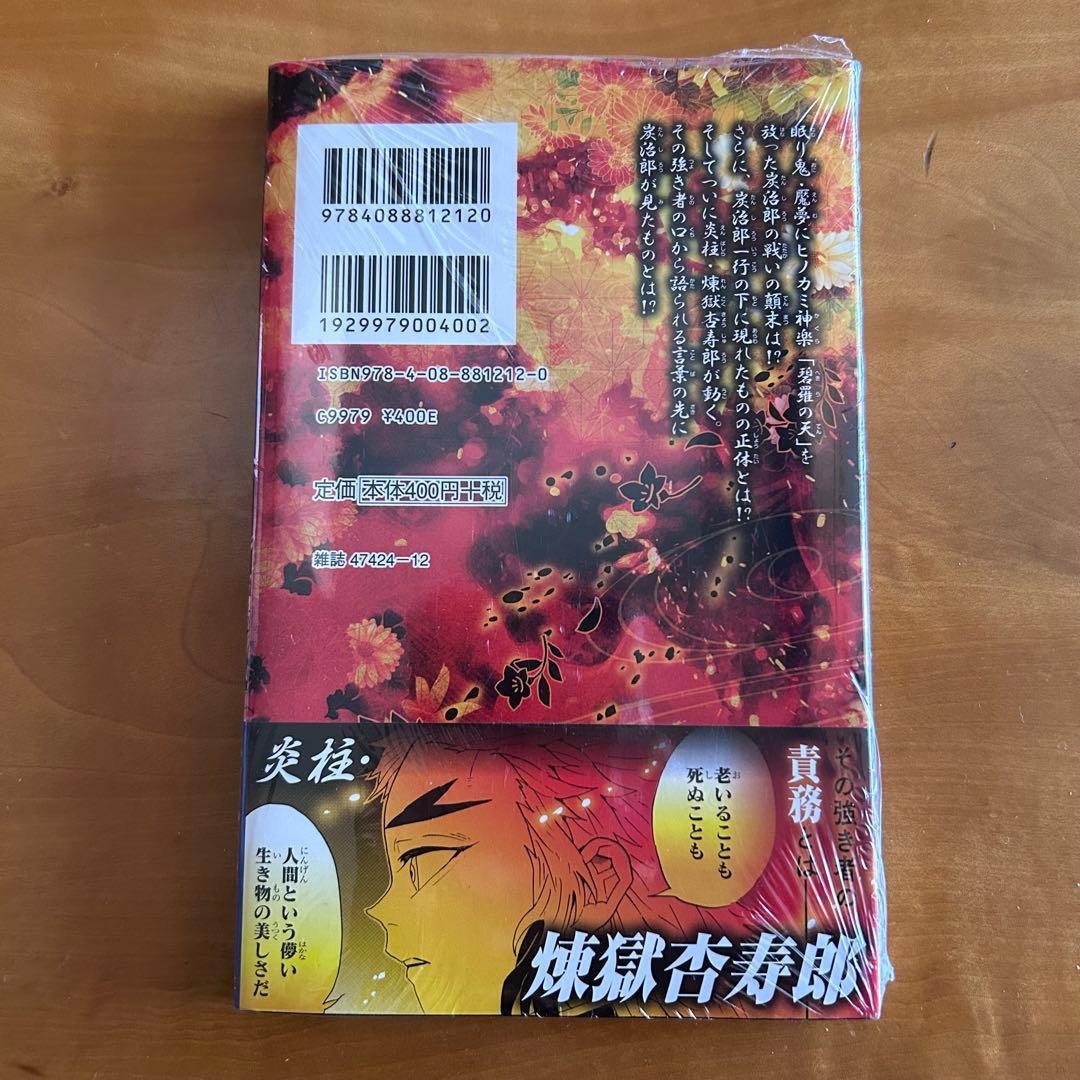 眠り鬼・魘夢にヒノカミ神楽「碧羅の天」を
放った炭治郎の戦いの顛末は!?
さらに、炭治郎一行の下に現れたものの正体とは!?
そしてついに炎柱・煉獄杏寿郎が動く。
その強き者の口から語られる言葉の先に
炭治郎が見たものとは!?
9784088812120
1929979004002
ISBN978-4-08-881212-0
C9979 ¥400E
定価 本体400円+税
雑誌 47424-12
その強き者の
責務とは
老いることも
死ぬことも
人間という儚い
生き物の美しさだ
炎柱・
煉獄杏寿郎